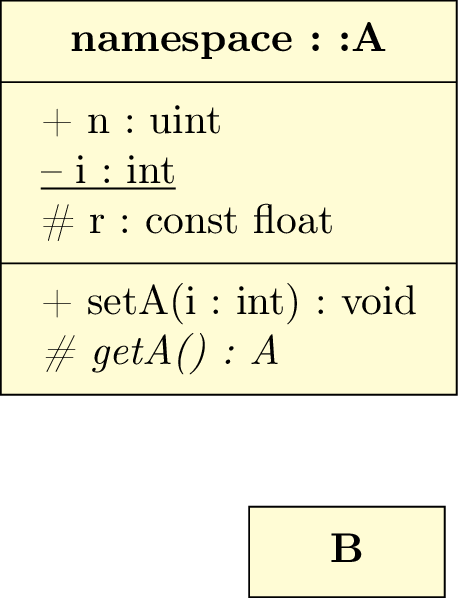 namespace : :A
+ n : uint
– i : int
# r : const float
+ setA(i : int) : void
# getA() : A
B